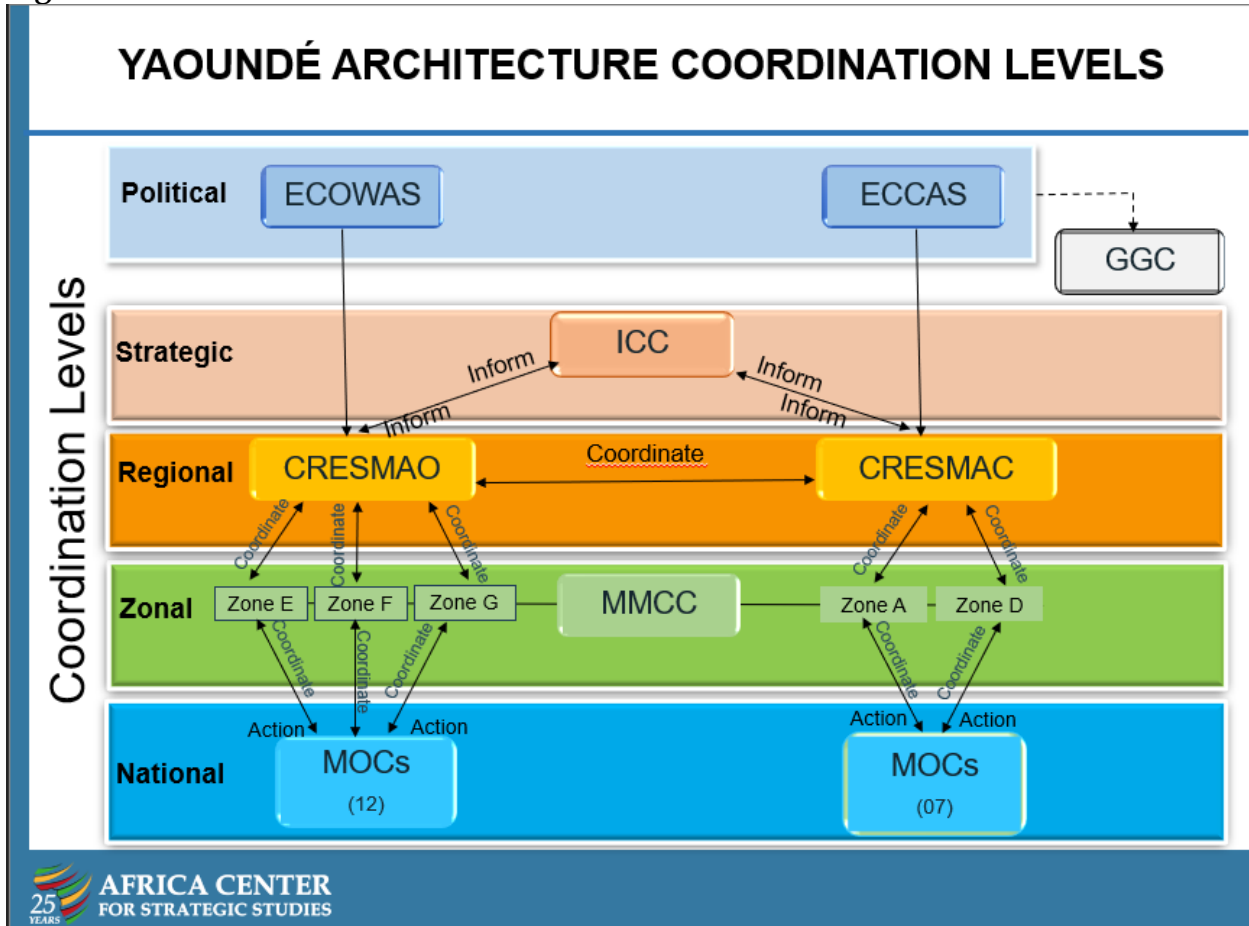 YAOUNDÉ ARCHITECTURE COORDINATION LEVELS
Coordination Levels
Political
ECOWAS
ECCAS
GGC
Strategic
ICC
Inform
Inform
Inform
Inform
Regional
CRESMAO
Coordinate
CRESMAC
Coordinate
Coordinate
Coordinate
Coordinate
Coordinate
Zonal
Zone E
Zone F
Zone G
MMCC
Zone A
Zone D
Coordinate
Coordinate
Coordinate
Coordinate
Coordinate
Action
Action
Action
Action
National
MOCs
(12)
MOCs
(07)
25
YEARS
AFRICA CENTER
FOR STRATEGIC STUDIES